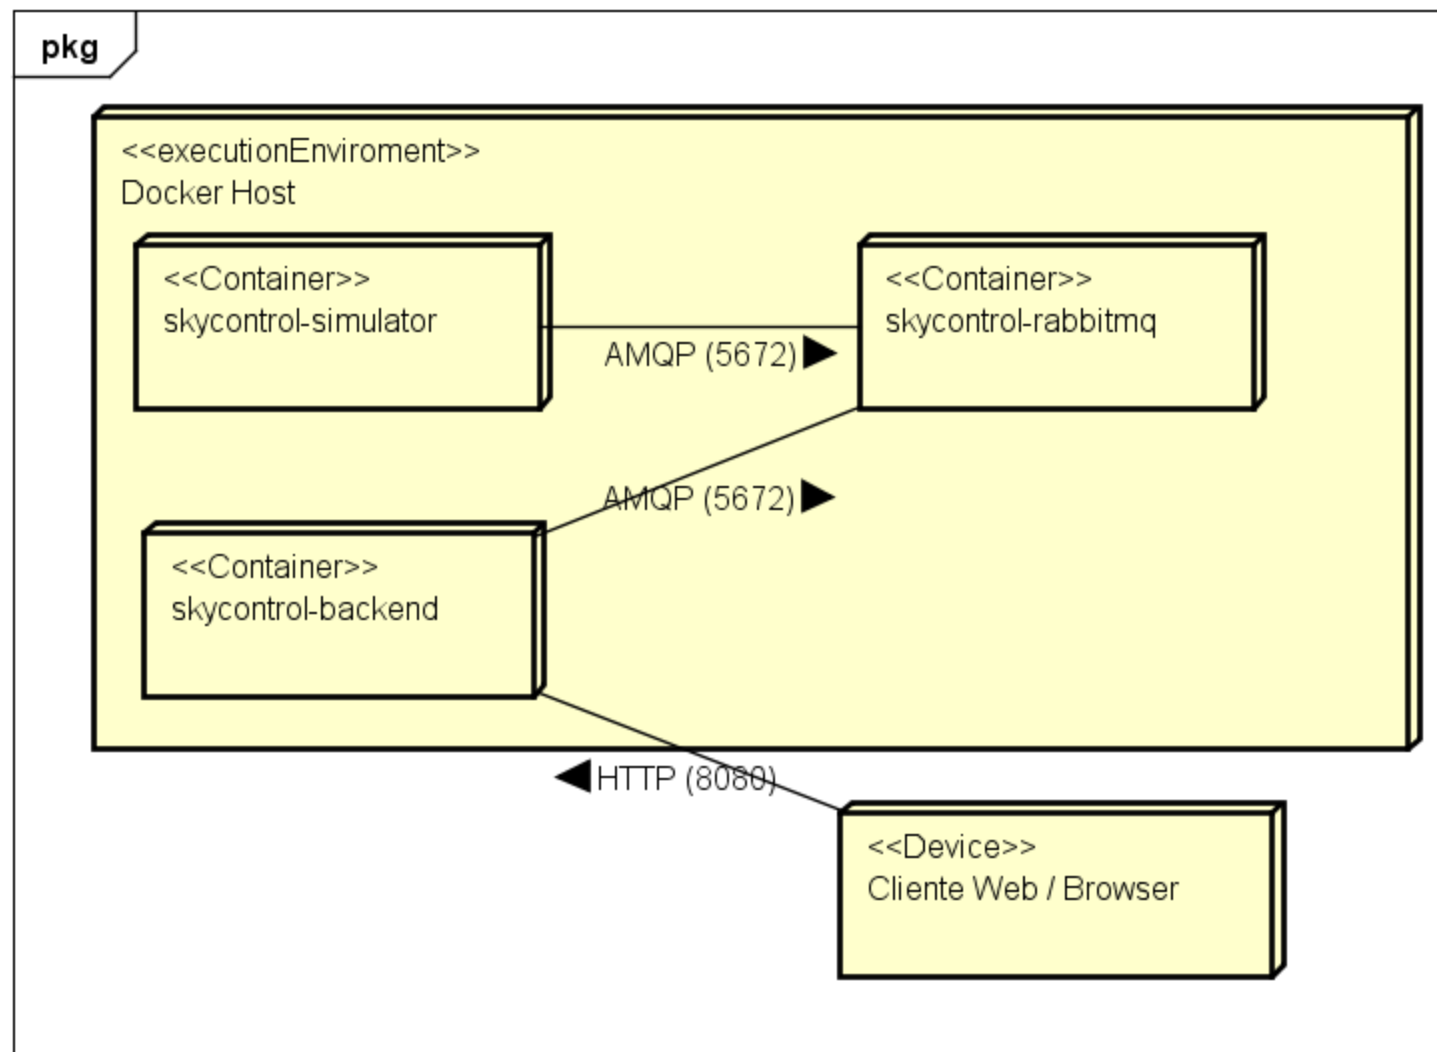 pkg
<<executionEnviroment>>
Docker Host
<<Container>>
skycontrol-simulator
<<Container>>
skycontrol-rabbitmq
AMQP (5672)
AMQP (5672)
<<Container>>
skycontrol-backend
HTTP (8080)
<<Device>>
Cliente Web / Browser